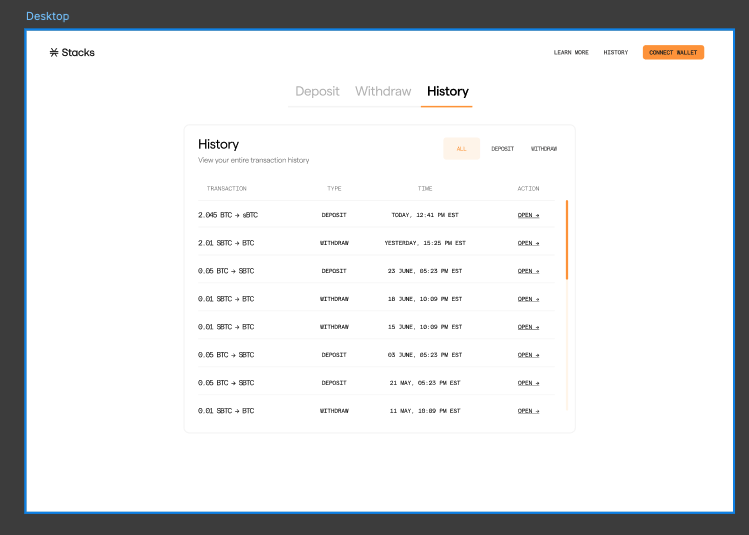 Desktop
Stacks
LEARN MORE HISTORY CONNECT WALLET
Deposit Withdraw History
History
View your entire transaction history
ALL DEPOSIT WITHDRAW
TRANSACTION TYPE TIME ACTION
2.045 BTC → sBTC DEPOSIT TODAY, 12:41 PM EST OPEN →
2.01 SBTC → BTC WITHDRAW YESTERDAY, 15:25 PM EST OPEN →
0.05 BTC → SBTC DEPOSIT 23 JUNE, 05:23 PM EST OPEN →
0.01 SBTC → BTC WITHDRAW 18 JUNE, 10:09 PM EST OPEN →
0.01 SBTC → BTC WITHDRAW 15 JUNE, 10:09 PM EST OPEN →
0.05 BTC → SBTC DEPOSIT 03 JUNE, 05:23 PM EST OPEN →
0.05 BTC → SBTC DEPOSIT 21 MAY, 05:23 PM EST OPEN →
0.01 SBTC → BTC WITHDRAW 11 MAY, 10:09 PM EST OPEN →